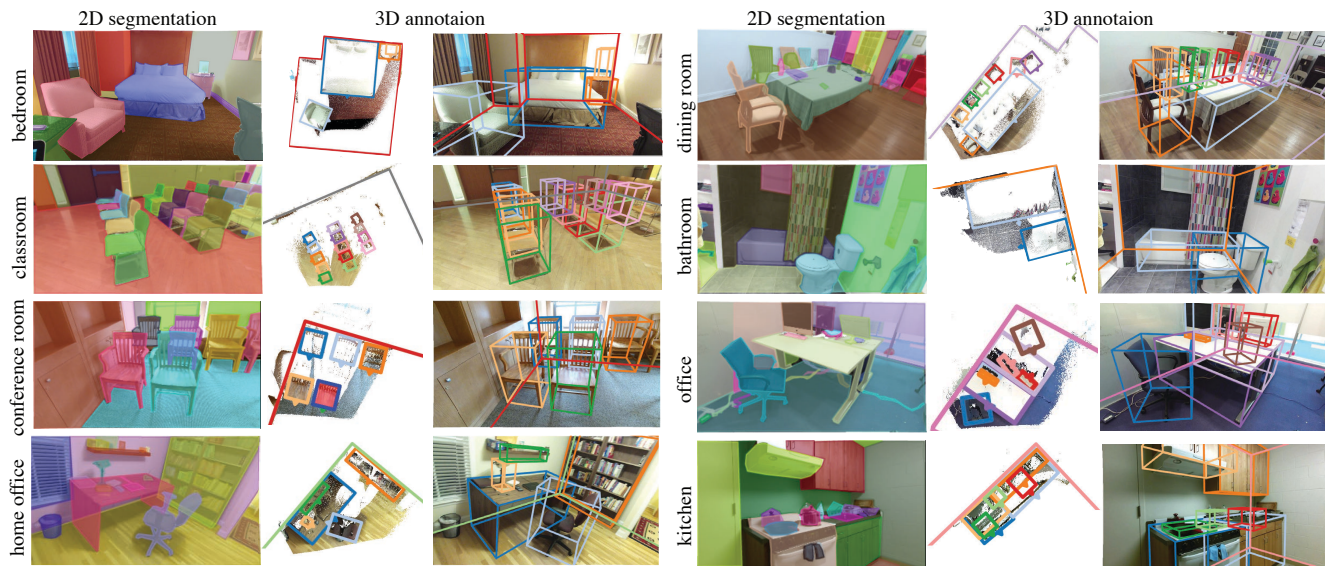 2D segmentation
3D annotaion
2D segmentation
3D annotaion
bedroom
dining room
classroom
bathroom
conference room
office
home office
kitchen